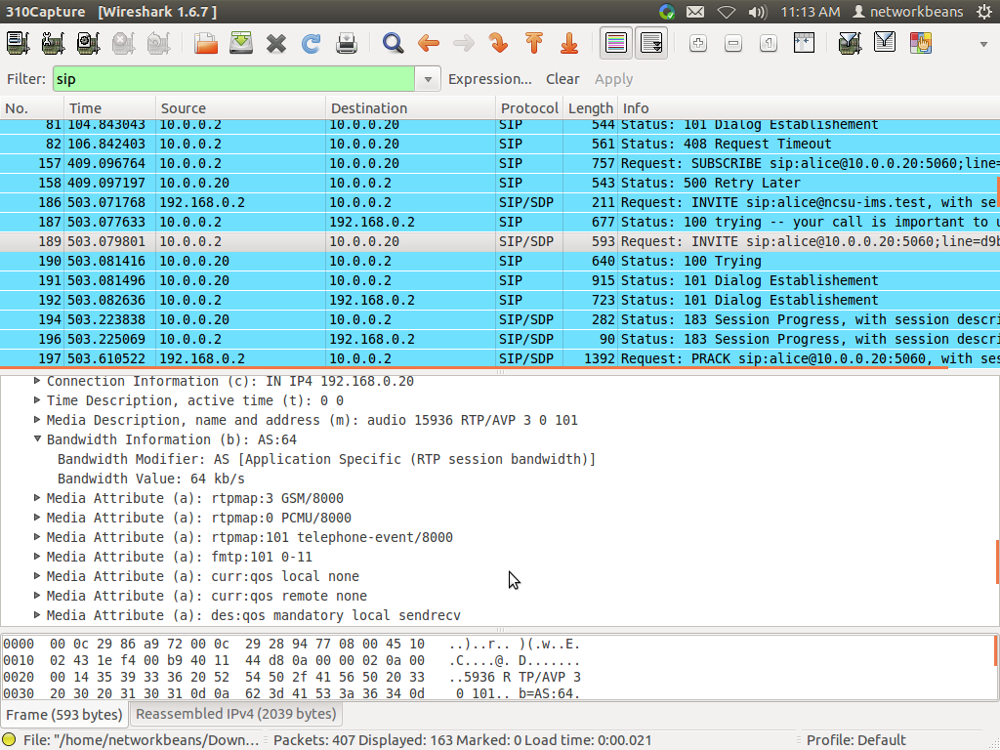 310Capture [Wireshark 1.6.7 ] 11:13 AM networkbeans
Filter: sip Expression... Clear Apply
No. Time Source Destination Protocol Length Info
81 104.843043 10.0.0.2 10.0.0.20 SIP 544 Status: 101 Dialog Establishement
82 106.842403 10.0.0.2 10.0.0.20 SIP 561 Status: 408 Request Timeout
157 409.096764 10.0.0.2 10.0.0.20 SIP 757 Request: SUBSCRIBE sip:alice@10.0.0.20:5060;line=
158 409.097197 10.0.0.20 10.0.0.2 SIP 543 Status: 500 Retry Later
186 503.071768 192.168.0.2 10.0.0.2 SIP/SDP 211 Request: INVITE sip:alice@ncsu-ims.test, with se
187 503.077633 10.0.0.2 192.168.0.2 SIP 677 Status: 100 trying -- your call is important to u
189 503.079801 10.0.0.2 10.0.0.20 SIP/SDP 593 Request: INVITE sip:alice@10.0.0.20:5060;line=d9b
190 503.081416 10.0.0.20 10.0.0.2 SIP 640 Status: 100 Trying
191 503.081496 10.0.0.20 10.0.0.2 SIP 915 Status: 101 Dialog Establishement
192 503.082636 10.0.0.2 192.168.0.2 SIP 723 Status: 101 Dialog Establishement
194 503.223838 10.0.0.20 10.0.0.2 SIP/SDP 282 Status: 183 Session Progress, with session descri
196 503.225069 10.0.0.2 192.168.0.2 SIP/SDP 90 Status: 183 Session Progress, with session descri
197 503.610522 192.168.0.2 10.0.0.2 SIP/SDP 1392 Request: PRACK sip:alice@10.0.0.20:5060, with ses
Connection Information (c): IN IP4 192.168.0.20
Time Description, active time (t): 0 0
Media Description, name and address (m): audio 15936 RTP/AVP 3 0 101
Bandwidth Information (b): AS:64
Bandwidth Modifier: AS [Application Specific (RTP session bandwidth)]
Bandwidth Value: 64 kb/s
Media Attribute (a): rtpmap:3 GSM/8000
Media Attribute (a): rtpmap:0 PCMU/8000
Media Attribute (a): rtpmap:101 telephone-event/8000
Media Attribute (a): fmtp:101 0-11
Media Attribute (a): curr:qos local none
Media Attribute (a): curr:qos remote none
Media Attribute (a): des:qos mandatory local sendrecv
0000 00 0c 29 86 a9 72 00 0c 29 28 94 77 08 00 45 10 ..)..r.. )(.w..E.
0010 02 43 1e f4 00 b9 40 11 44 d8 0a 00 00 02 0a 00 .C....@. D.......
0020 00 14 35 39 33 36 20 52 54 50 2f 41 56 50 20 33 ..5936 R TP/AVP 3
0030 20 30 20 31 30 31 0d 0a 62 3d 41 53 3a 36 34 0d 0 101.. b=AS:64.
Frame (593 bytes) Reassembled IPv4 (2039 bytes)
File: "/home/networkbeans/Down... Packets: 407 Displayed: 163 Marked: 0 Load time: 0:00.021 Profile: Default